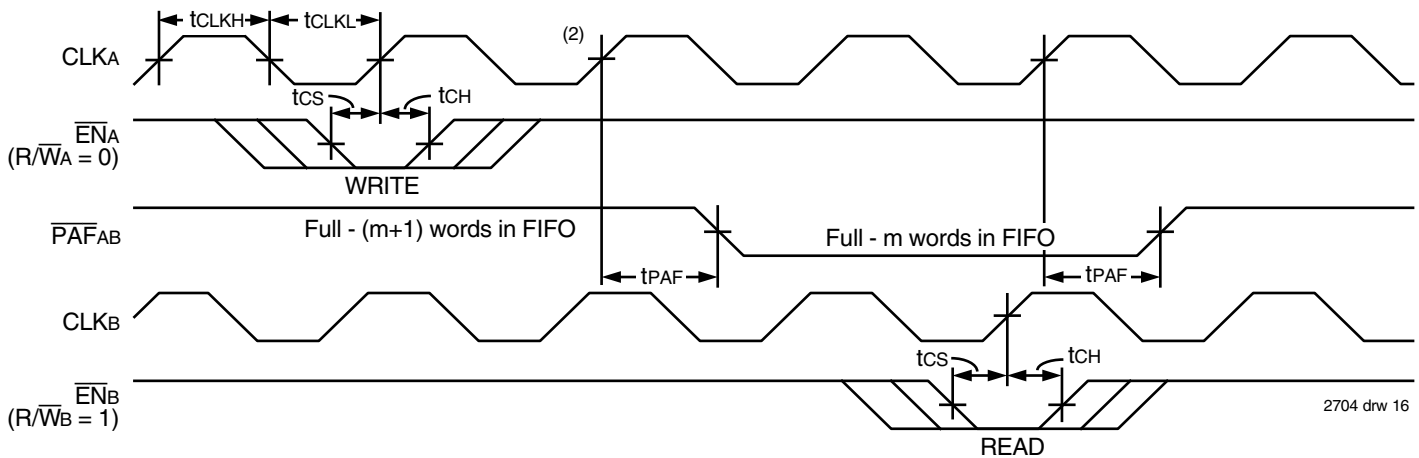 tCLKH
tCLKL
(2)
CLKA
tCS
tCH
ENA
(R/WA = 0)
WRITE
PAFAB
Full - (m+1) words in FIFO
Full - m words in FIFO
tPAF
tPAF
CLKB
tCS
tCH
ENB
(R/WB = 1)
2704 drw 16
READ